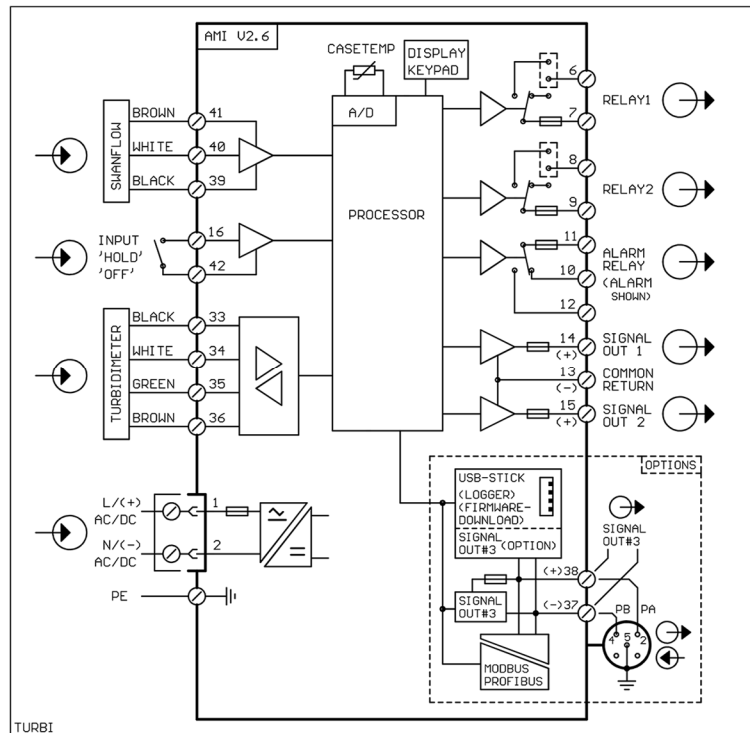 AMI V2.6
CASETEMP
DISPLAY
KEYPAD
A/D
PROCESSOR
SWANFLOW
BROWN 41
WHITE 40
BLACK 39
INPUT
'HOLD'
'OFF'
16
42
TURBIDIMETER
BLACK 33
WHITE 34
GREEN 35
BROWN 36
L/(+)
AC/DC
1
N/(-)
AC/DC
2
PE
6
RELAY1
7
8
RELAY2
9
11
ALARM
RELAY
10
(ALARM
SHOWN)
12
14
(+)
SIGNAL
OUT 1
13
(-)
COMMON
RETURN
15
(+)
SIGNAL
OUT 2
OPTIONS
USB-STICK
(LOGGER)
(FIRMWARE-
DOWNLOAD)
SIGNAL
OUT#3 (OPTION)
SIGNAL
OUT#3
(+)38
SIGNAL
OUT#3
(-)37
PB PA
4 5 2
MODBUS
PROFIBUS
TURBI